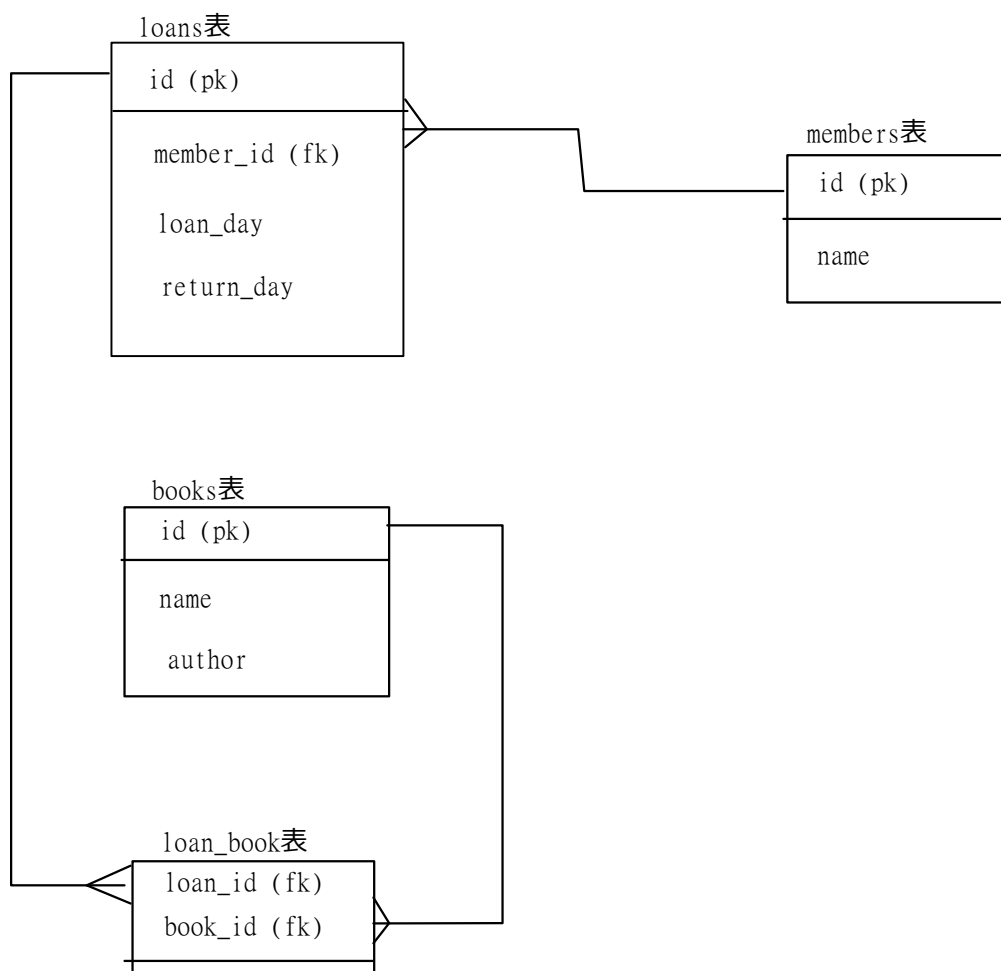 loans表
id (pk)
member_id (fk)
loan_day
return_day
members表
id (pk)
name
books表
id (pk)
name
author
loan_book表
loan_id (fk)
book_id (fk)